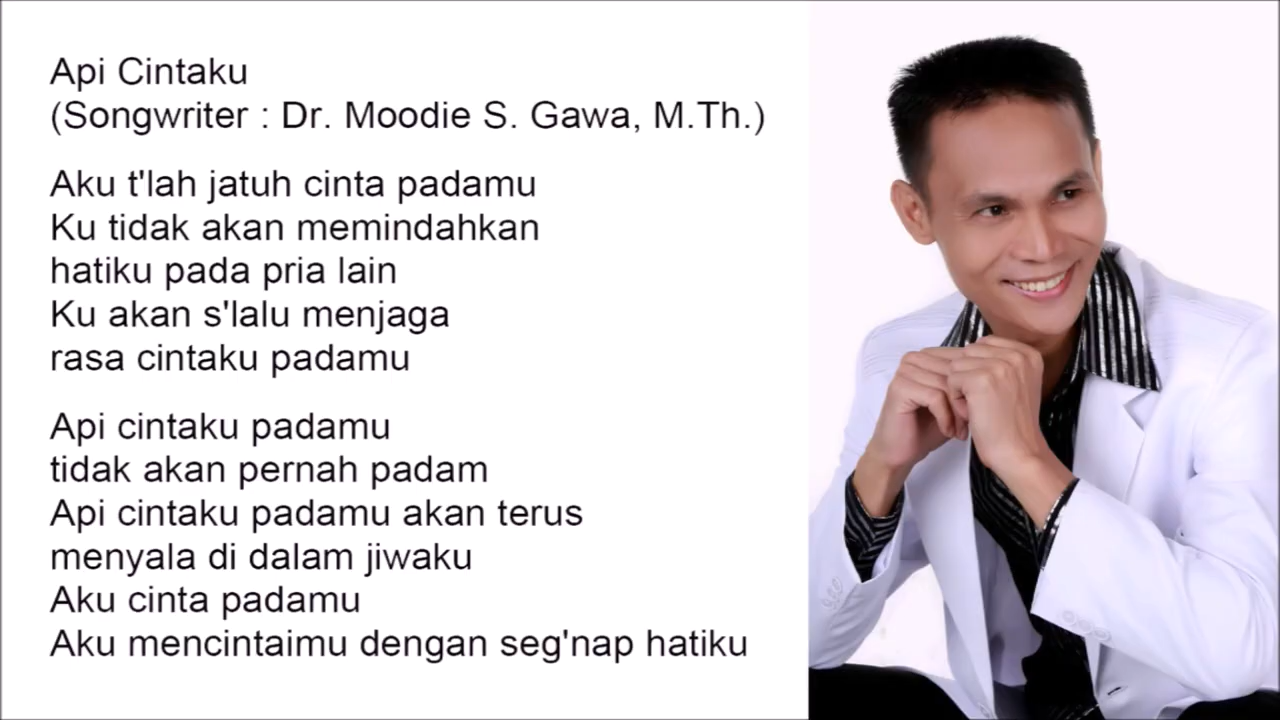 Api Cintaku
(Songwriter : Dr. Moodie S. Gawa, M.Th.)
Aku t'lah jatuh cinta padamu
Ku tidak akan memindahkan
hatiku pada pria lain
Ku akan s'lalu menjaga
rasa cintaku padamu
Api cintaku padamu
tidak akan pernah padam
Api cintaku padamu akan terus
menyala di dalam jiwaku
Aku cinta padamu
Aku mencintaimu dengan seg'nap hatiku